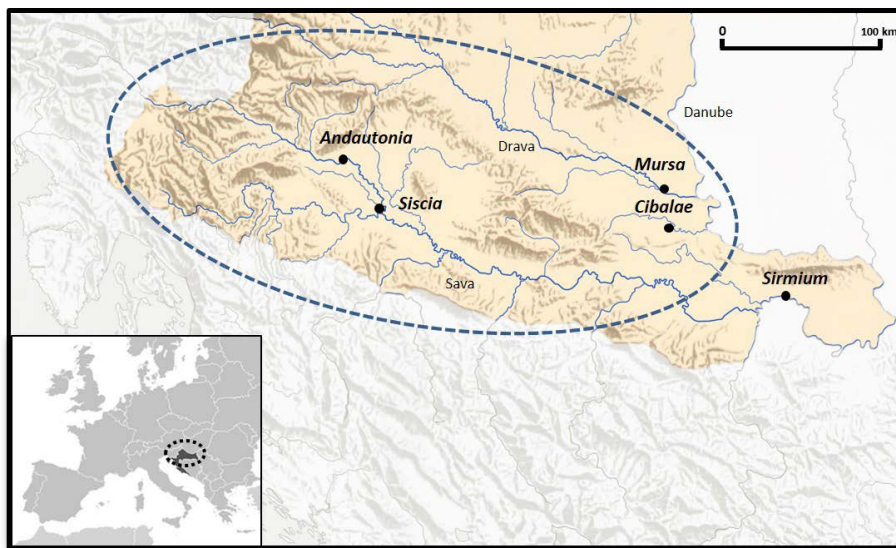 0 100 km
Danube
Andautonia
Drava
Mursa
Siscia
Cibalae
Sava
Sirmium